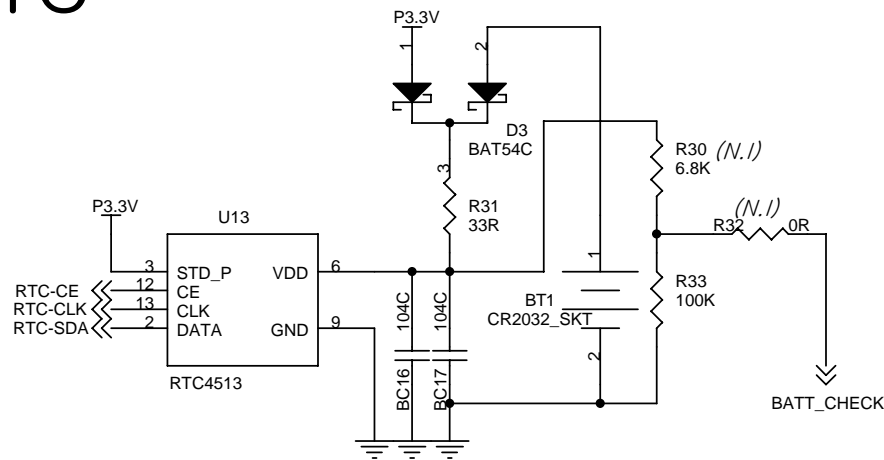 P3.3V
1
2
D3
BAT54C
R30 (N.I)
6.8K
3
R31
33R
(N.I)
R32 0R
P3.3V
U13
3 STD_P VDD 6
RTC-CE 12 CE
RTC-CLK 13 CLK
RTC-SDA 2 DATA GND 9
RTC4513
104C
104C
BC16
BC17
1
BT1
CR2032_SKT
2
R33
100K
BATT_CHECK